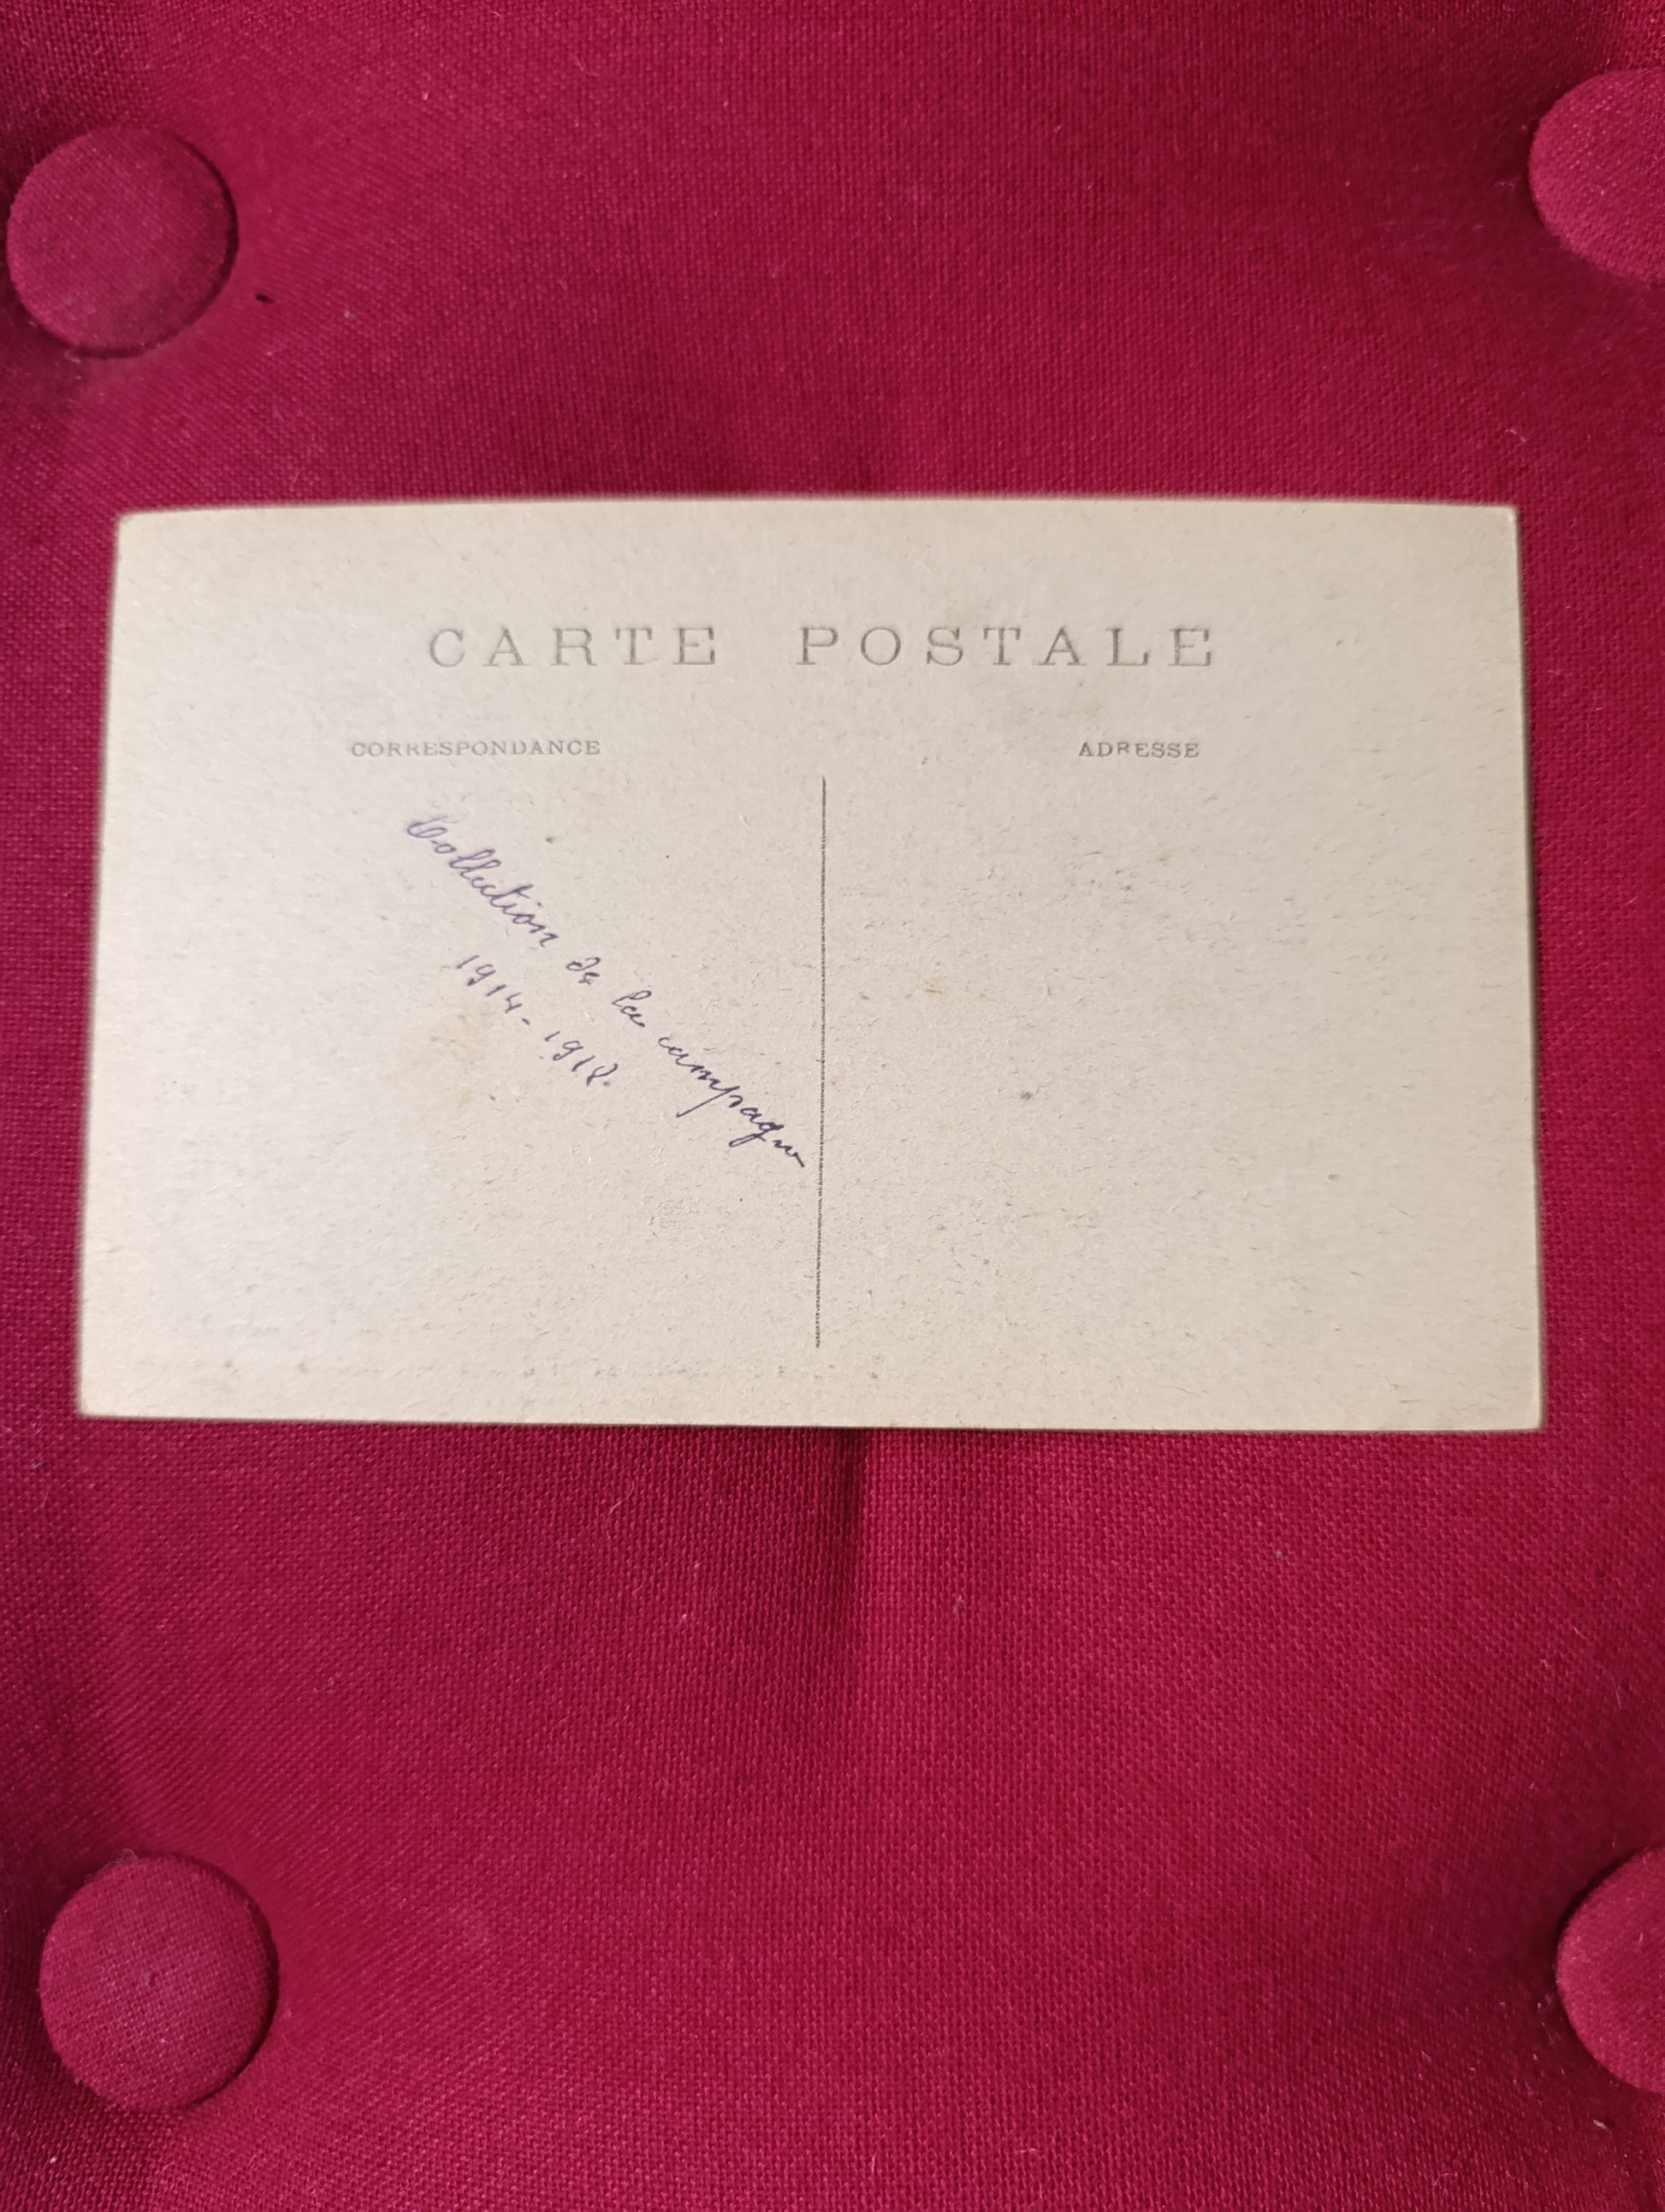 CARTE POSTALE
CORRESPONDANCE
ADRESSE
Collection de la campagne
1914-1918.